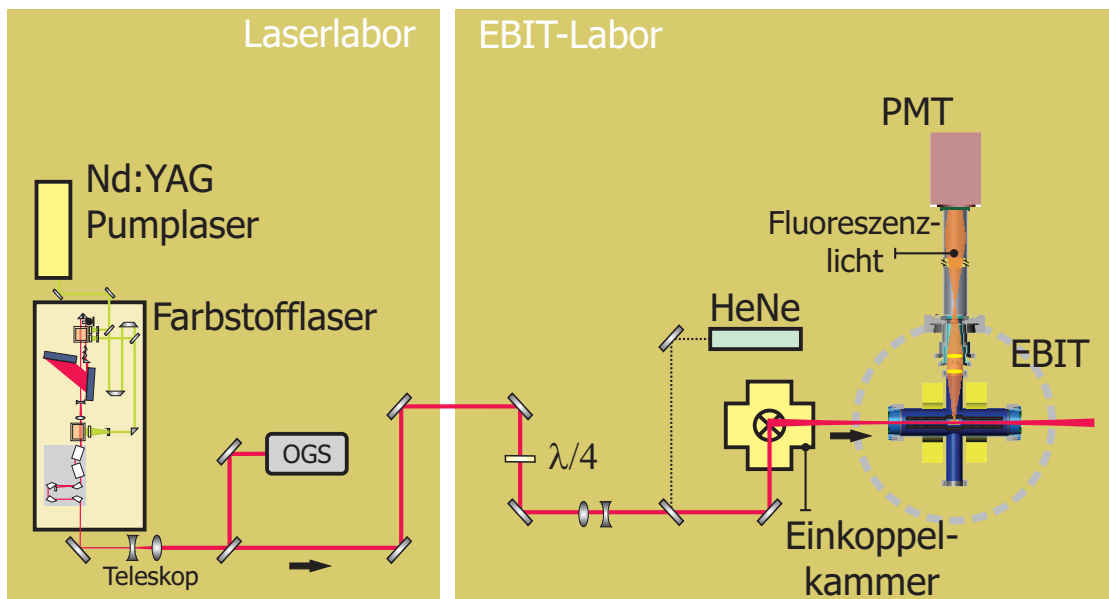 Laserlabor
EBIT-Labor
PMT
Nd:YAG
Pumplaser
Fluoreszenz-
licht
HeNe
Farbstofflaser
EBIT
OGS
λ/4
Einkoppel-
kammer
Teleskop